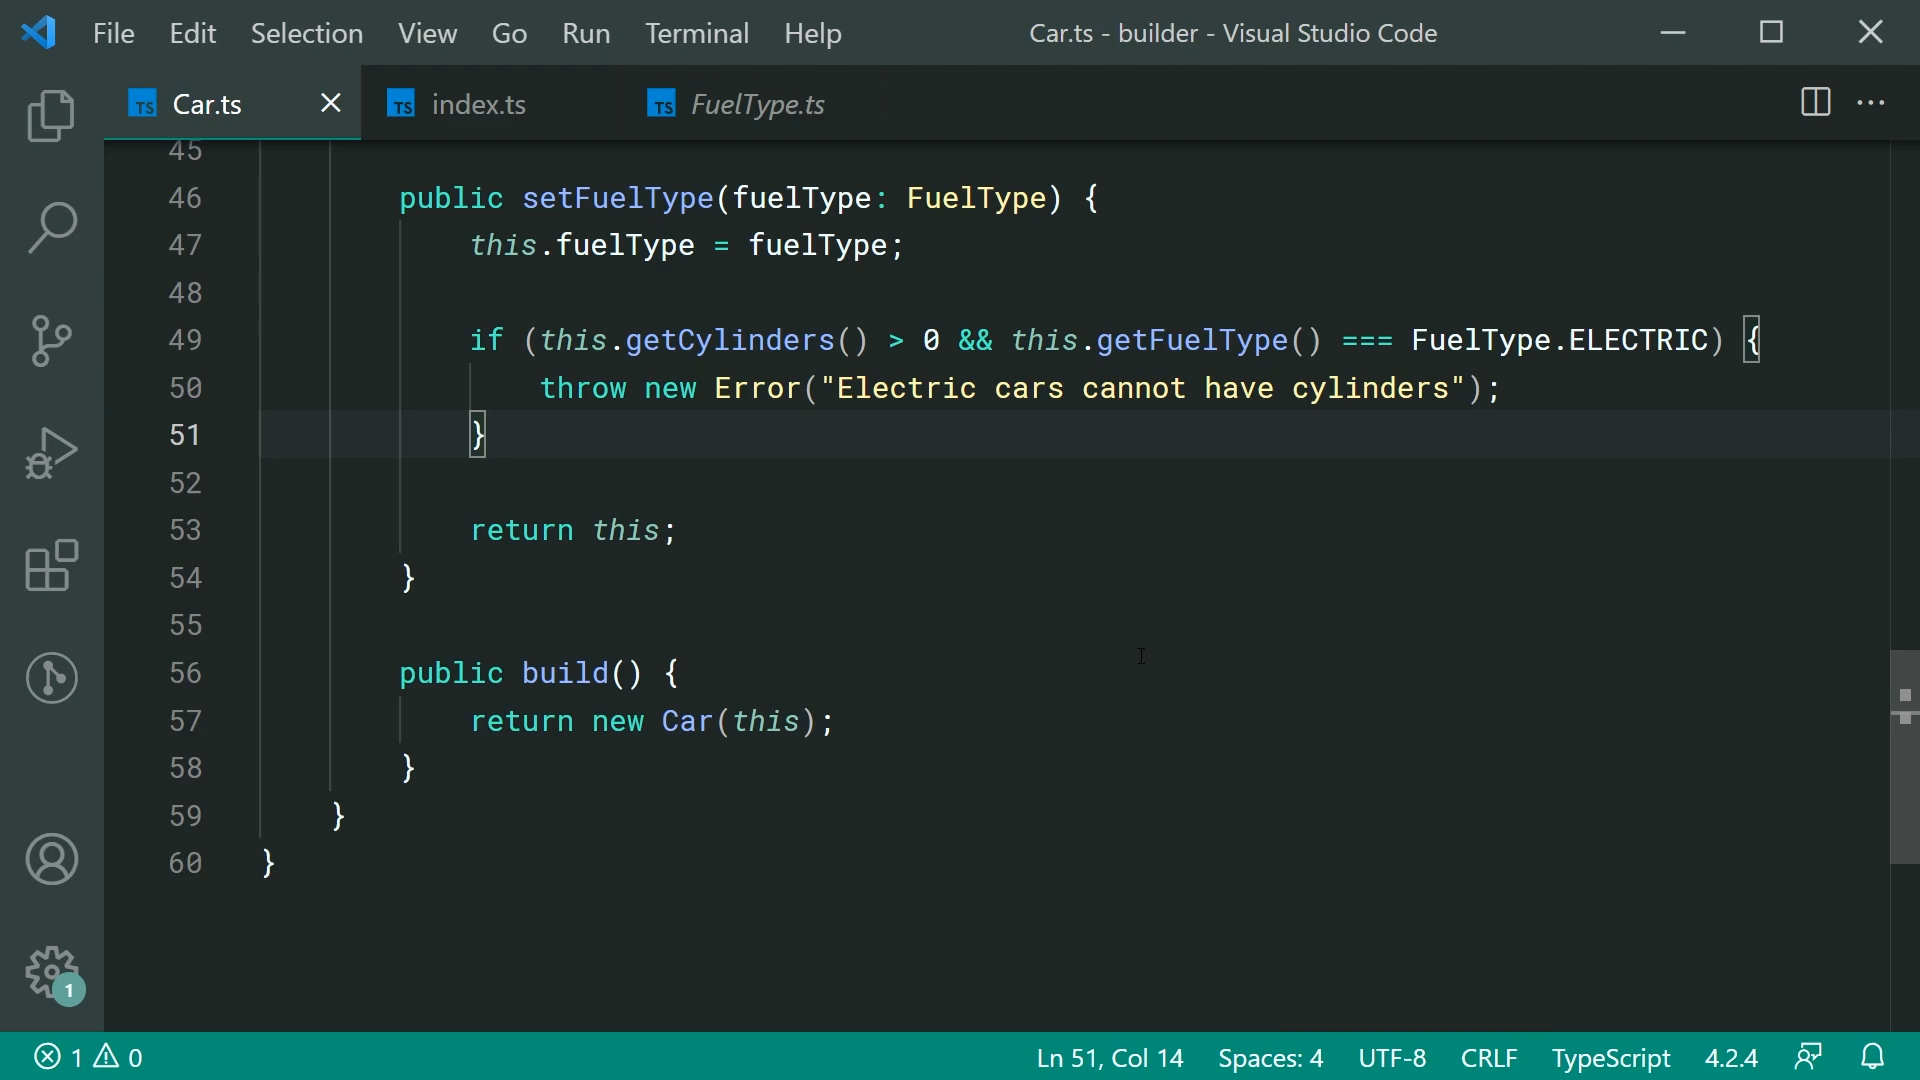 File Edit Selection View Go Run Terminal Help Car.ts - builder - Visual Studio Code
TS Car.ts TS index.ts TS FuelType.ts
45
46 public setFuelType(fuelType: FuelType) {
47 this.fuelType = fuelType;
48
49 if (this.getCylinders() > 0 && this.getFuelType() === FuelType.ELECTRIC) {
50 throw new Error("Electric cars cannot have cylinders");
51 }
52
53 return this;
54 }
55
56 public build() {
57 return new Car(this);
58 }
59 }
60 }
1
1 0 Ln 51, Col 14 Spaces: 4 UTF-8 CRLF TypeScript 4.2.4